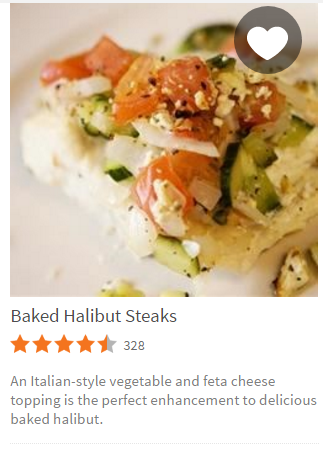 Baked Halibut Steaks
328
An Italian-style vegetable and feta cheese
topping is the perfect enhancement to delicious
baked halibut.